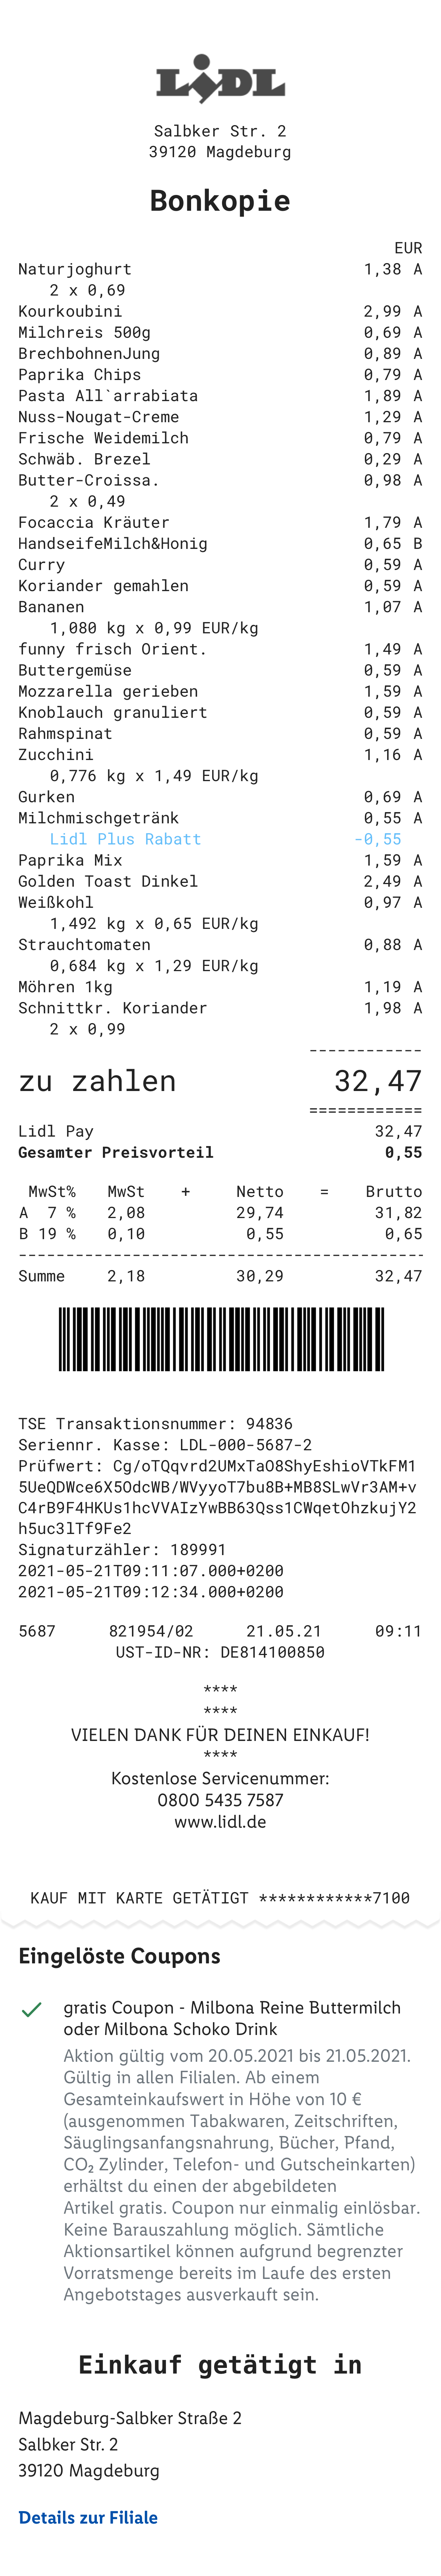 LIDL
Salbker Str. 2
39120 Magdeburg
Bonkopie
EUR
Naturjoghurt 1,38 A
2 x 0,69
Kourkoubini 2,99 A
Milchreis 500g 0,69 A
BrechbohnenJung 0,89 A
Paprika Chips 0,79 A
Pasta All`arrabiata 1,89 A
Nuss-Nougat-Creme 1,29 A
Frische Weidemilch 0,79 A
Schwäb. Brezel 0,29 A
Butter-Croissa. 0,98 A
2 x 0,49
Focaccia Kräuter 1,79 A
HandseifeMilch&Honig 0,65 B
Curry 0,59 A
Koriander gemahlen 0,59 A
Bananen 1,07 A
1,080 kg x 0,99 EUR/kg
funny frisch Orient. 1,49 A
Buttergemüse 0,59 A
Mozzarella gerieben 1,59 A
Knoblauch granuliert 0,59 A
Rahmspinat 0,59 A
Zucchini 1,16 A
0,776 kg x 1,49 EUR/kg
Gurken 0,69 A
Milchmischgetränk 0,55 A
Lidl Plus Rabatt -0,55
Paprika Mix 1,59 A
Golden Toast Dinkel 2,49 A
Weißkohl 0,97 A
1,492 kg x 0,65 EUR/kg
Strauchtomaten 0,88 A
0,684 kg x 1,29 EUR/kg
Möhren 1kg 1,19 A
Schnittkr. Koriander 1,98 A
2 x 0,99
------------
zu zahlen 32,47
============
Lidl Pay 32,47
Gesamter Preisvorteil 0,55
MwSt% MwSt + Netto = Brutto
A 7 % 2,08 29,74 31,82
B 19 % 0,10 0,55 0,65
-------------------------------------------
Summe 2,18 30,29 32,47
TSE Transaktionsnummer: 94836
Seriennr. Kasse: LDL-000-5687-2
Prüfwert: Cg/oTQqvrd2UMxTaO8ShyEshioVTkFM1
5UeQDWce6X5OdcWB/WVyyoT7bu8B+MB8SLwVr3AM+v
C4rB9F4HKUs1hcVVAIzYwBB63Qss1CWqetOhzkujY2
h5uc3lTf9Fe2
Signaturzähler: 189991
2021-05-21T09:11:07.000+0200
2021-05-21T09:12:34.000+0200
5687 821954/02 21.05.21 09:11
UST-ID-NR: DE814100850
****
****
VIELEN DANK FÜR DEINEN EINKAUF!
****
Kostenlose Servicenummer:
0800 5435 7587
www.lidl.de
KAUF MIT KARTE GETÄTIGT ************7100
Eingelöste Coupons
gratis Coupon - Milbona Reine Buttermilch
oder Milbona Schoko Drink
Aktion gültig vom 20.05.2021 bis 21.05.2021.
Gültig in allen Filialen. Ab einem
Gesamteinkaufswert in Höhe von 10 €
(ausgenommen Tabakwaren, Zeitschriften,
Säuglingsanfangsnahrung, Bücher, Pfand,
CO₂ Zylinder, Telefon- und Gutscheinkarten)
erhältst du einen der abgebildeten
Artikel gratis. Coupon nur einmalig einlösbar.
Keine Barauszahlung möglich. Sämtliche
Aktionsartikel können aufgrund begrenzter
Vorratsmenge bereits im Laufe des ersten
Angebotstages ausverkauft sein.
Einkauf getätigt in
Magdeburg-Salbker Straße 2
Salbker Str. 2
39120 Magdeburg
Details zur Filiale